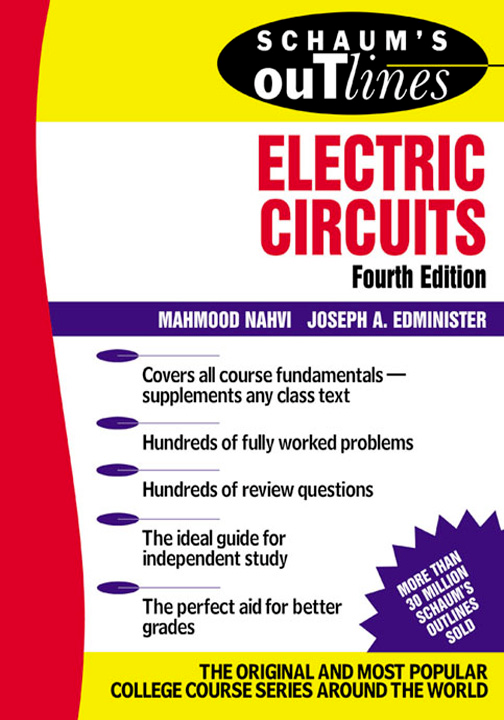 SCHAUM'S
ouTlines
ELECTRIC
CIRCUITS
Fourth Edition
MAHMOOD NAHVI JOSEPH A. EDMINISTER
Covers all course fundamentals —
supplements any class text
Hundreds of fully worked problems
Hundreds of review questions
The ideal guide for
independent study
The perfect aid for better
grades
MORE THAN
30 MILLION
SCHAUM'S
OUTLINES
SOLD
THE ORIGINAL AND MOST POPULAR
COLLEGE COURSE SERIES AROUND THE WORLD